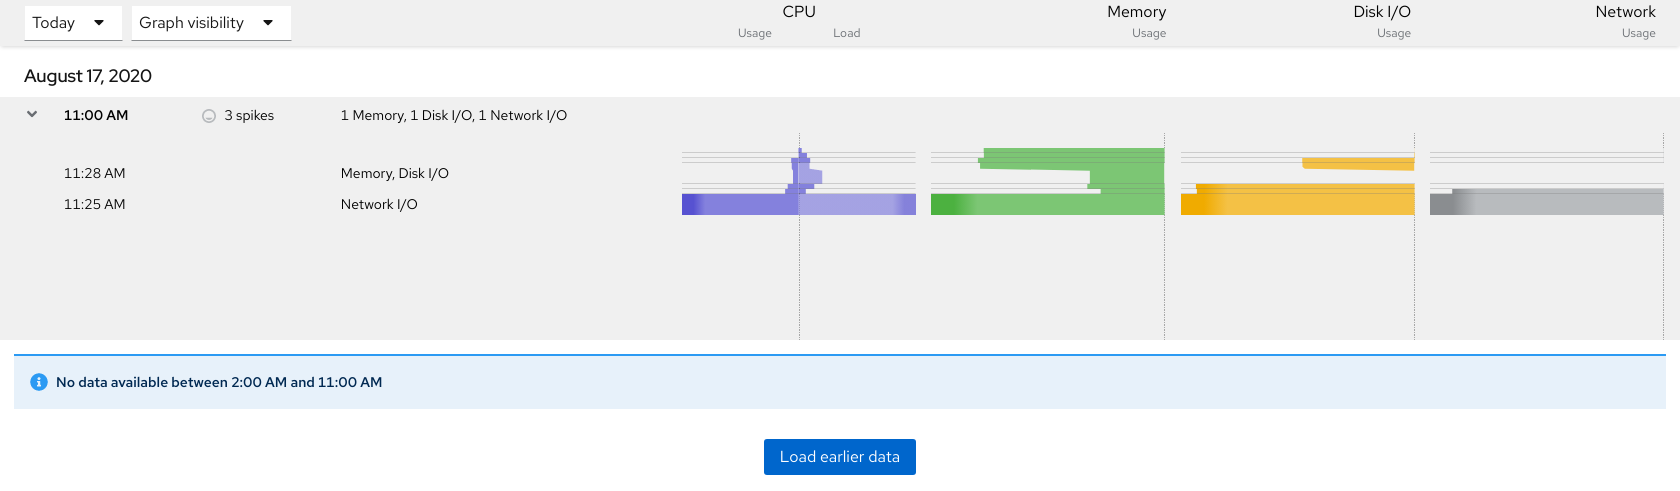 Today
Graph visibility
CPU
Memory
Disk I/O
Network
Usage
Load
Usage
Usage
Usage
August 17, 2020
11:00 AM
3 spikes
1 Memory, 1 Disk I/O, 1 Network I/O
11:28 AM
Memory, Disk I/O
11:25 AM
Network I/O
No data available between 2:00 AM and 11:00 AM
Load earlier data